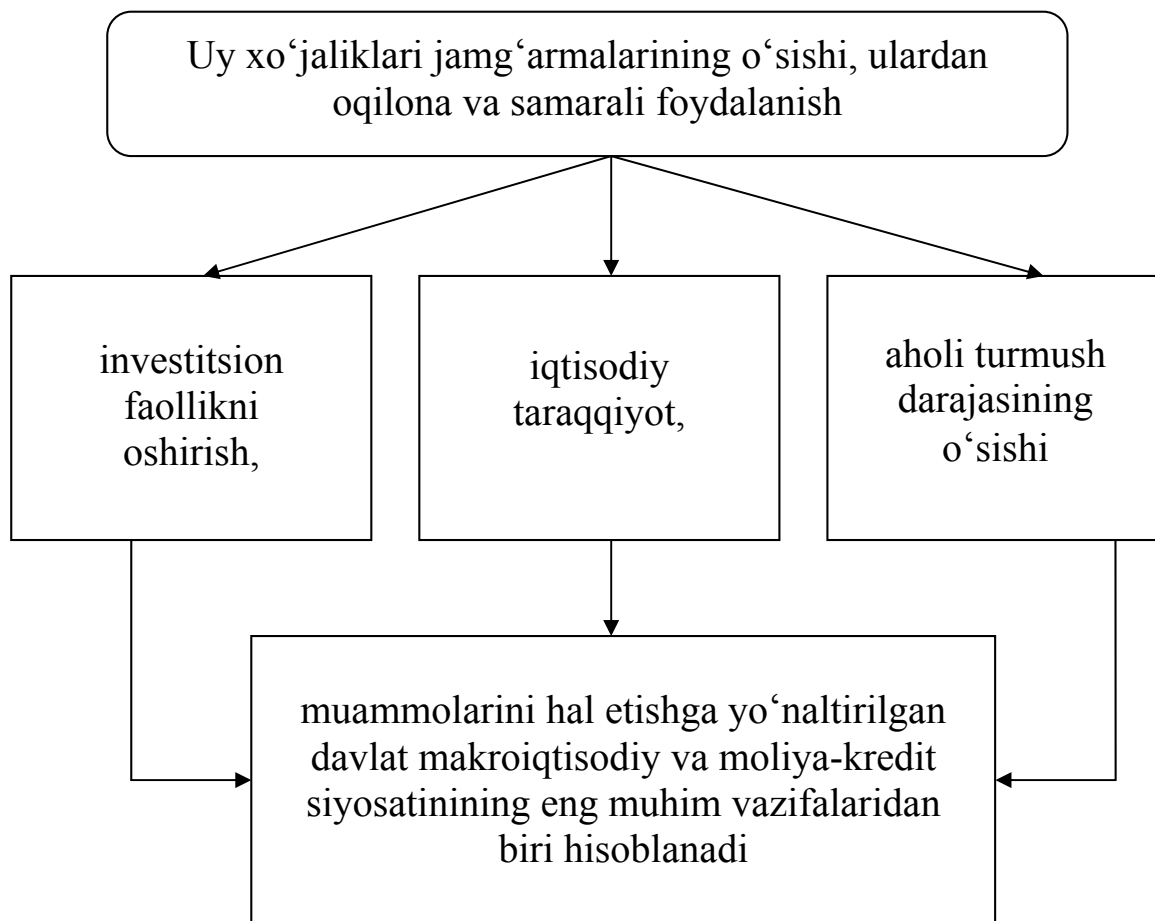 Uy xo‘jaliklari jamg‘armalarining o‘sishi, ulardan
oqilona va samarali foydalanish
investitsion
faollikni
oshirish,
iqtisodiy
taraqqiyot,
aholi turmush
darajasining
o‘sishi
muammolarini hal etishga yo‘naltirilgan
davlat makroiqtisodiy va moliya-kredit
siyosatinining eng muhim vazifalaridan
biri hisoblanadi